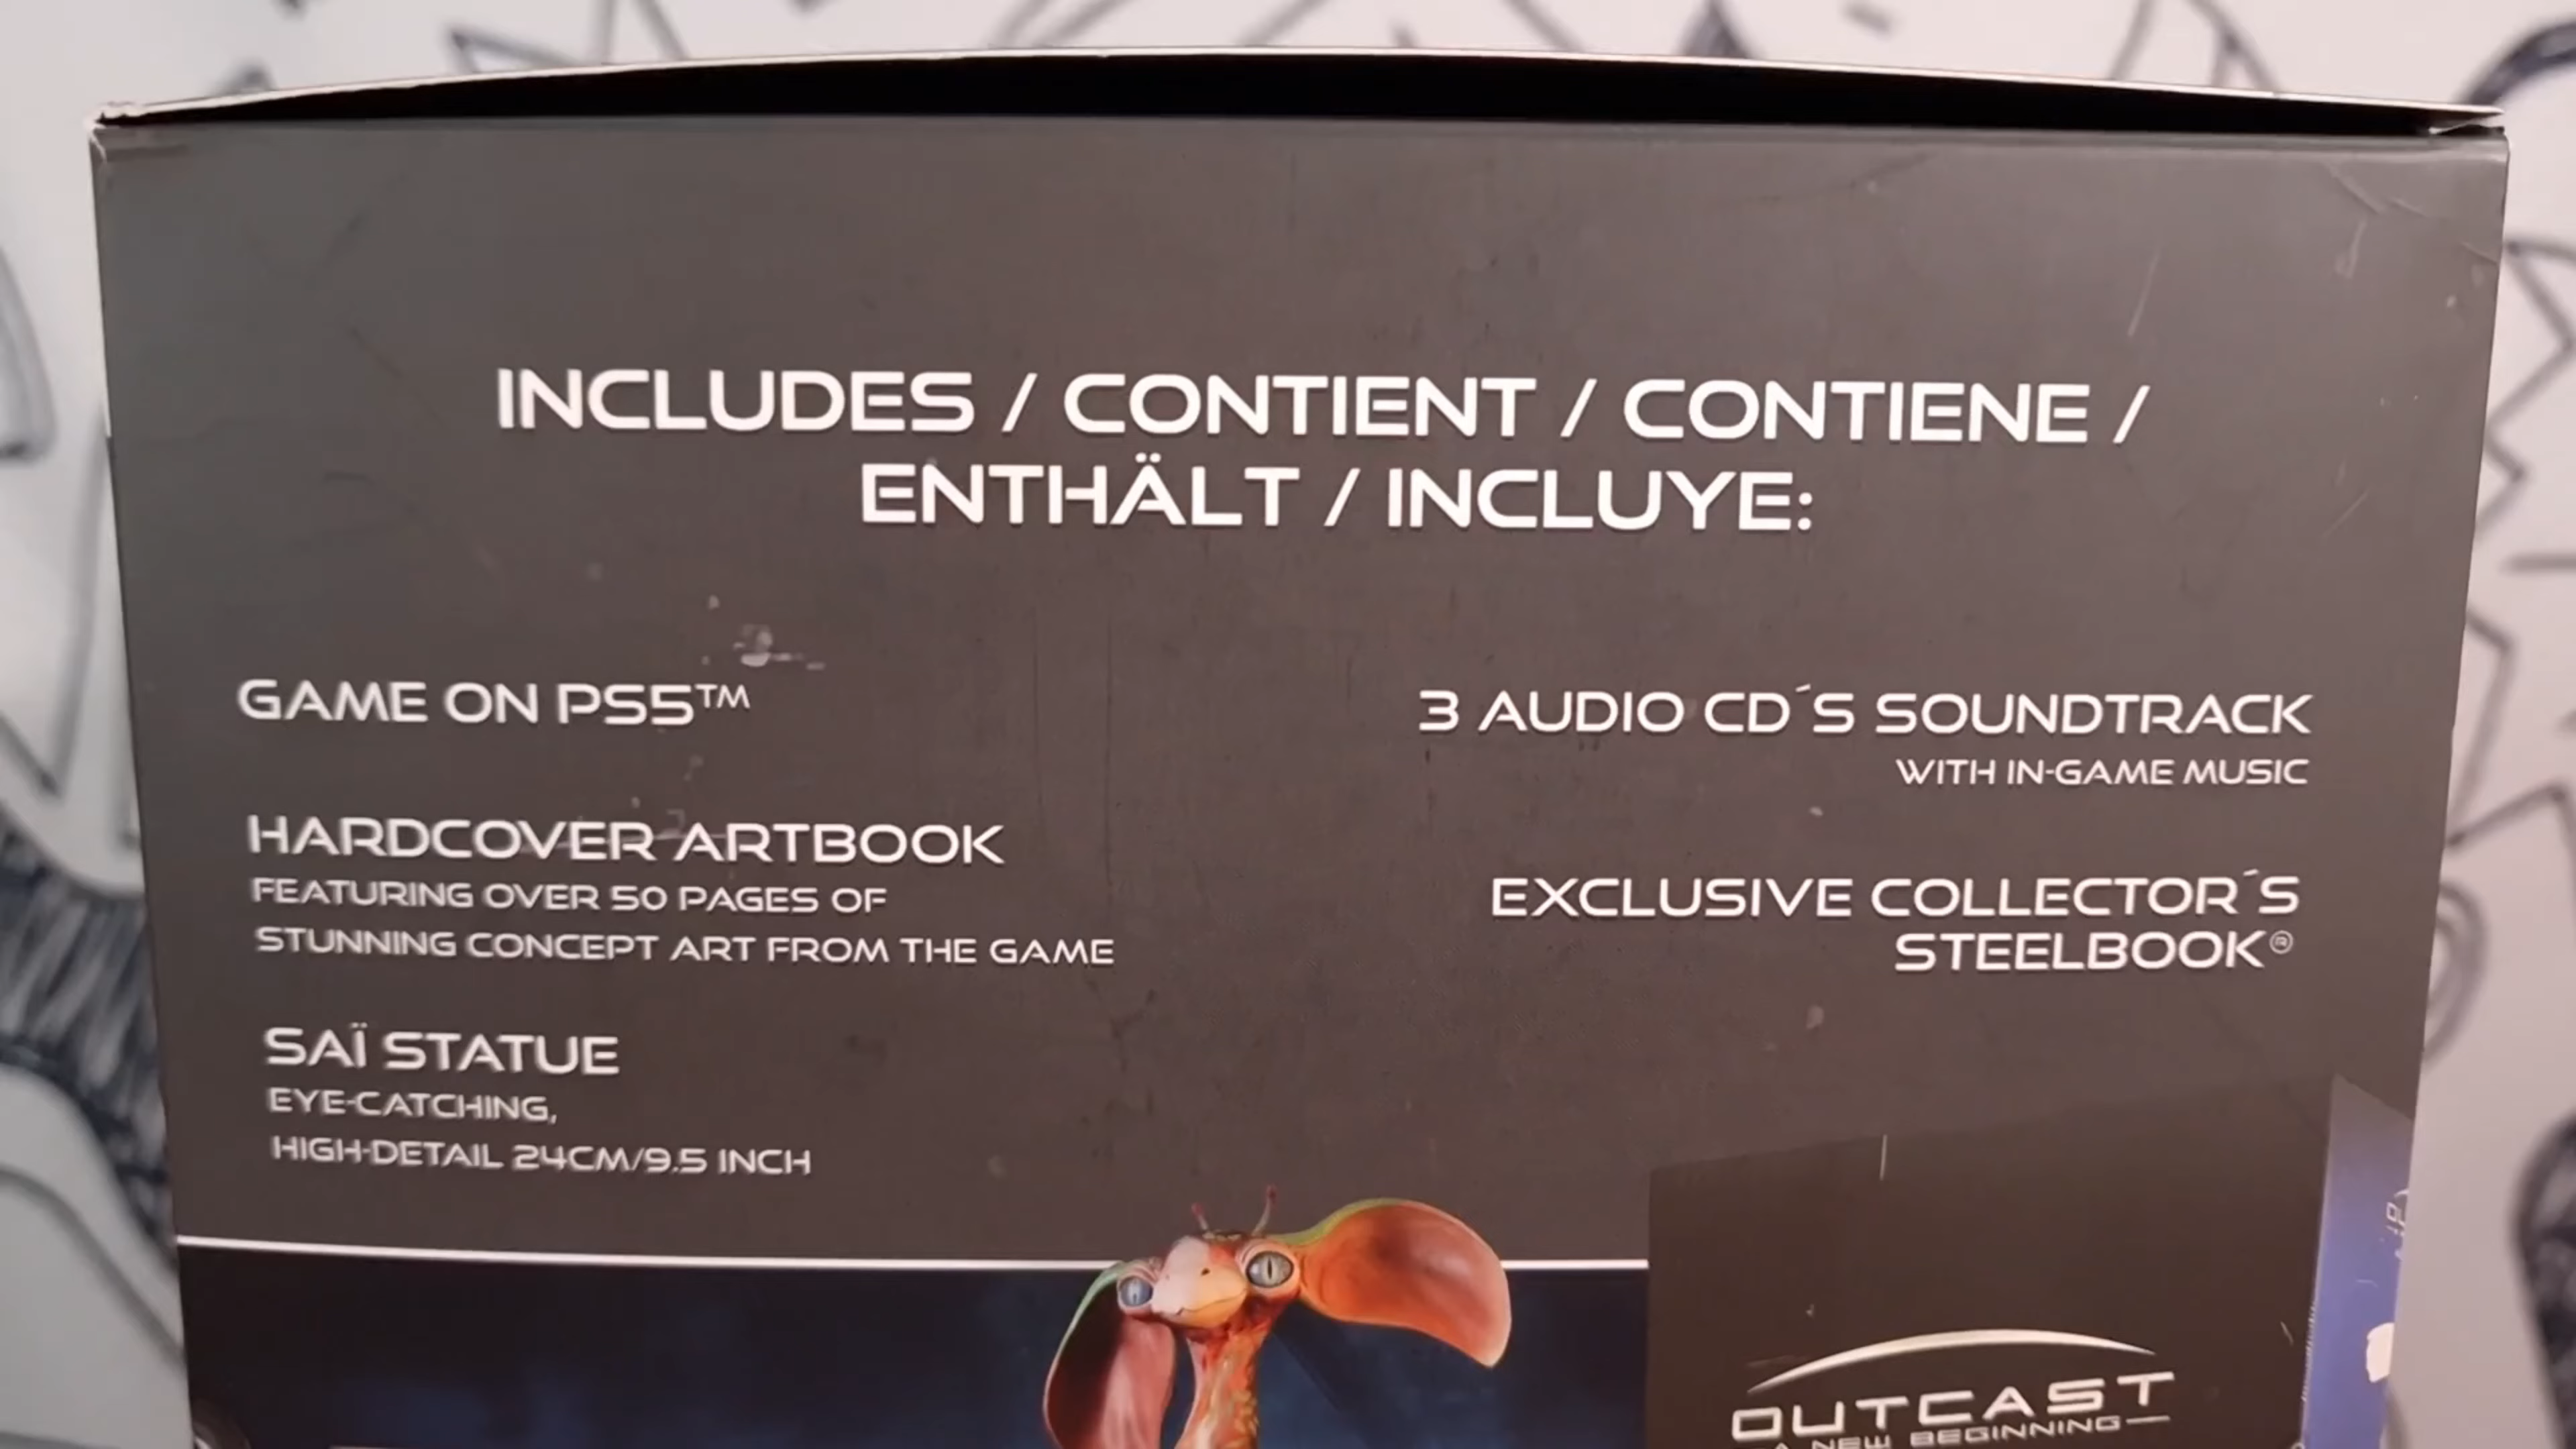 INCLUDES / CONTIENT / CONTIENE /
ENTHÄLT / INCLUYE:
GAME ON PS5™
HARDCOVER ARTBOOK
FEATURING OVER 50 PAGES OF
STUNNING CONCEPT ART FROM THE GAME
SAÏ STATUE
EYE-CATCHING,
HIGH-DETAIL 24CM/9.5 INCH
3 AUDIO CD´S SOUNDTRACK
WITH IN-GAME MUSIC
EXCLUSIVE COLLECTOR´S
STEELBOOK®
OUTCAST
A NEW BEGINNING